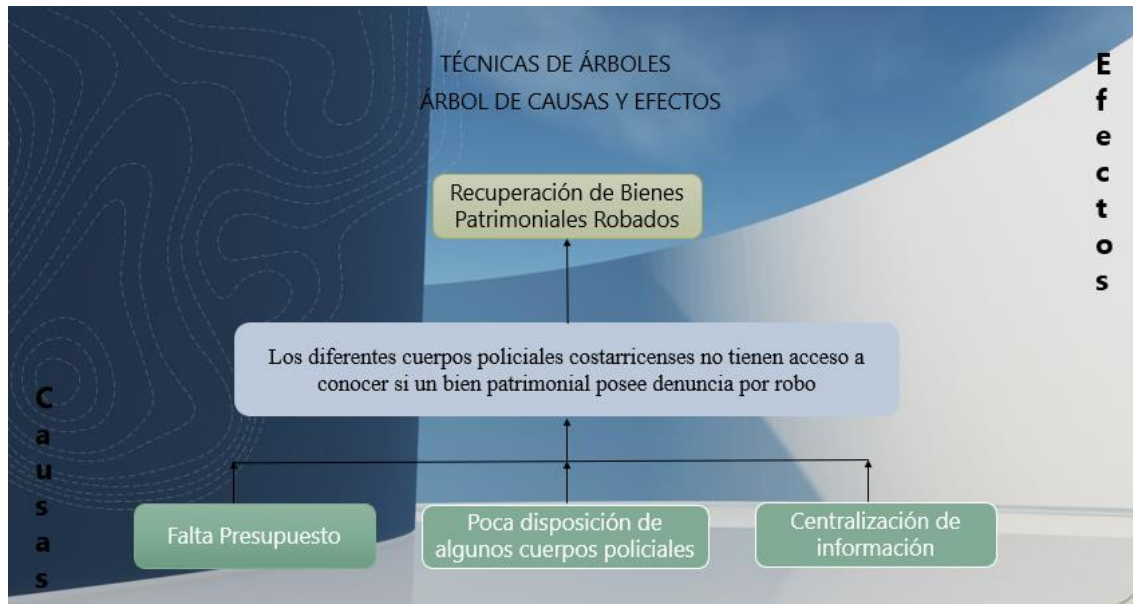 TÉCNICAS DE ÁRBOLES
ÁRBOL DE CAUSAS Y EFECTOS
Efectos
Recuperación de Bienes
Patrimoniales Robados
Los diferentes cuerpos policiales costarricenses no tienen acceso a
conocer si un bien patrimonial posee denuncia por robo
Causas
Falta Presupuesto
Poca disposición de
algunos cuerpos policiales
Centralización de
información